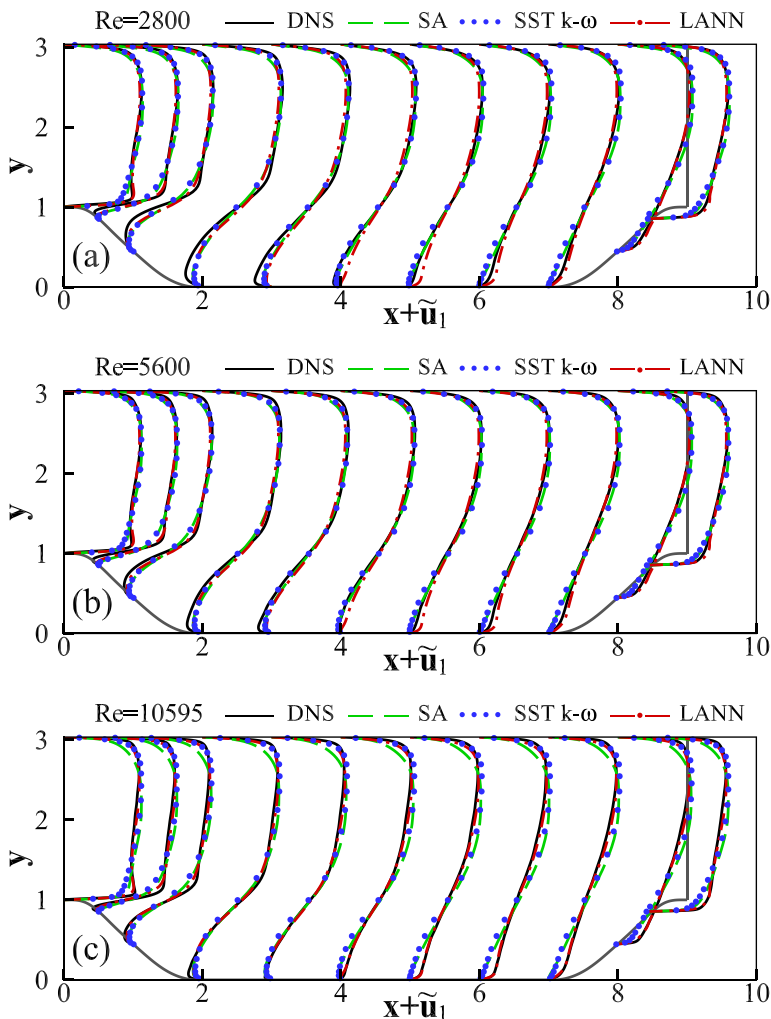 Re=2800 DNS SA SST k-ω LANN
3
2
y
1
(a)
0
0 2 4 6 8 10
x+ũ₁
Re=5600 DNS SA SST k-ω LANN
3
2
y
1
(b)
0
0 2 4 6 8 10
x+ũ₁
Re=10595 DNS SA SST k-ω LANN
3
2
y
1
(c)
0
0 2 4 6 8 10
x+ũ₁